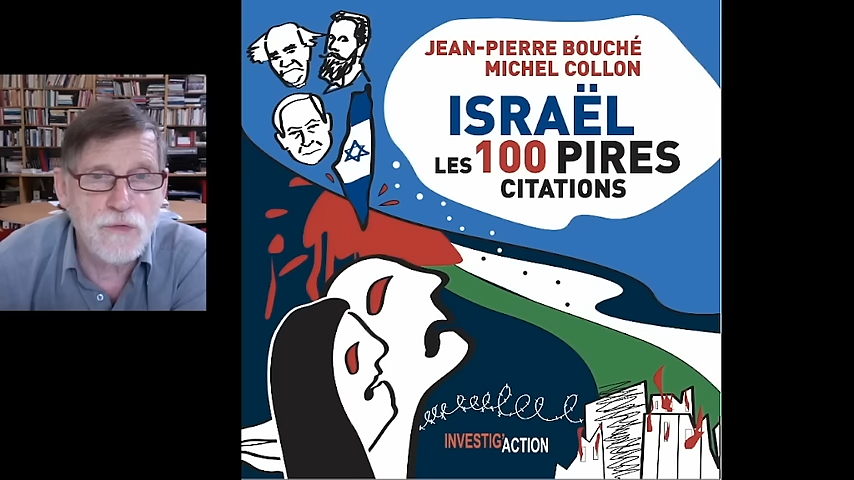 JEAN-PIERRE BOUCHÉ
MICHEL COLLON
ISRAËL
LES 100 PIRES
CITATIONS
INVESTIG'ACTION